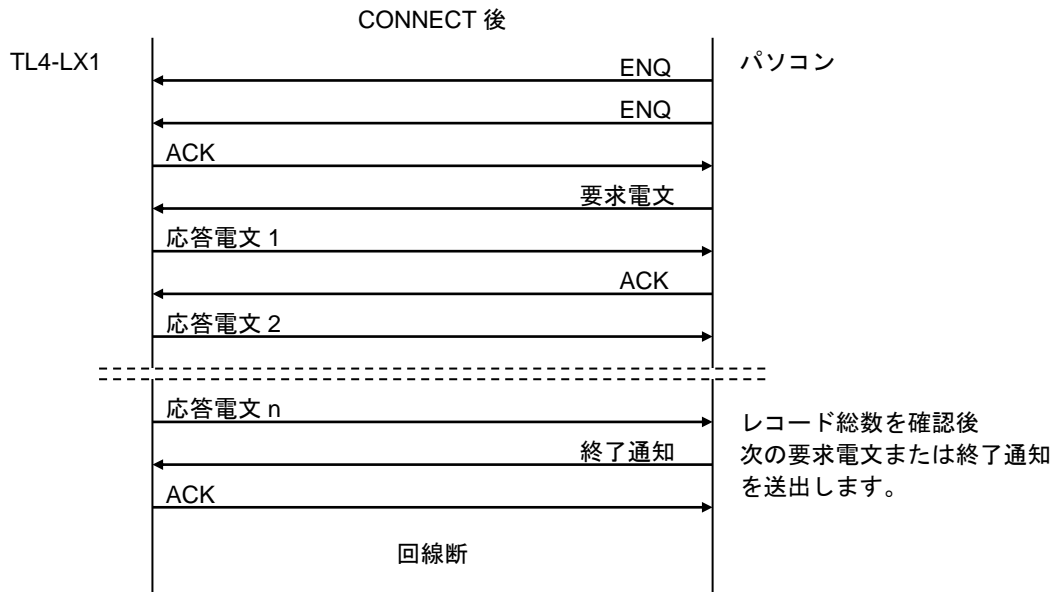 CONNECT 後
TL4-LX1
パソコン
ENQ
ENQ
ACK
要求電文
応答電文 1
ACK
応答電文 2
応答電文 n
終了通知
ACK
レコード総数を確認後
次の要求電文または終了通知
を送出します。
回線断